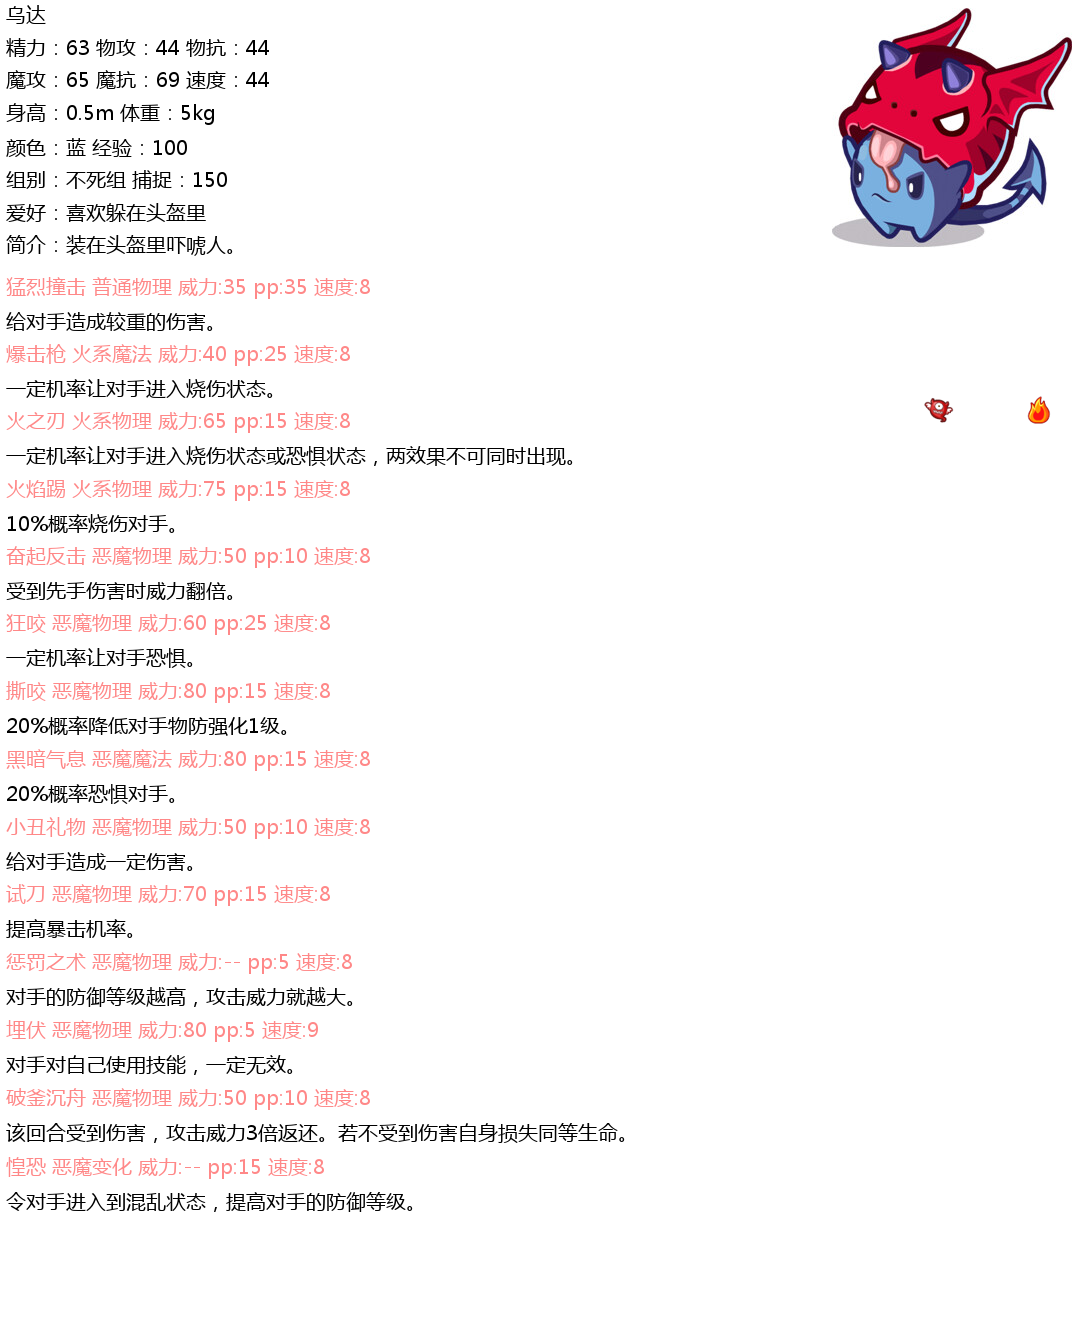 乌达
精力：63 物攻：44 物抗：44
魔攻：65 魔抗：69 速度：44
身高：0.5m 体重：5kg
颜色：蓝 经验：100
组别：不死组 捕捉：150
爱好：喜欢躲在头盔里
简介：装在头盔里吓唬人。
猛烈撞击 普通物理 威力:35 pp:35 速度:8
给对手造成较重的伤害。
爆击枪 火系魔法 威力:40 pp:25 速度:8
一定机率让对手进入烧伤状态。
火之刃 火系物理 威力:65 pp:15 速度:8
一定机率让对手进入烧伤状态或恐惧状态，两效果不可同时出现。
火焰踢 火系物理 威力:75 pp:15 速度:8
10%概率烧伤对手。
奋起反击 恶魔物理 威力:50 pp:10 速度:8
受到先手伤害时威力翻倍。
狂咬 恶魔物理 威力:60 pp:25 速度:8
一定机率让对手恐惧。
撕咬 恶魔物理 威力:80 pp:15 速度:8
20%概率降低对手物防强化1级。
黑暗气息 恶魔魔法 威力:80 pp:15 速度:8
20%概率恐惧对手。
小丑礼物 恶魔物理 威力:50 pp:10 速度:8
给对手造成一定伤害。
试刀 恶魔物理 威力:70 pp:15 速度:8
提高暴击机率。
惩罚之术 恶魔物理 威力:-- pp:5 速度:8
对手的防御等级越高，攻击威力就越大。
埋伏 恶魔物理 威力:80 pp:5 速度:9
对手对自己使用技能，一定无效。
破釜沉舟 恶魔物理 威力:50 pp:10 速度:8
该回合受到伤害，攻击威力3倍返还。若不受到伤害自身损失同等生命。
惶恐 恶魔变化 威力:-- pp:15 速度:8
令对手进入到混乱状态，提高对手的防御等级。